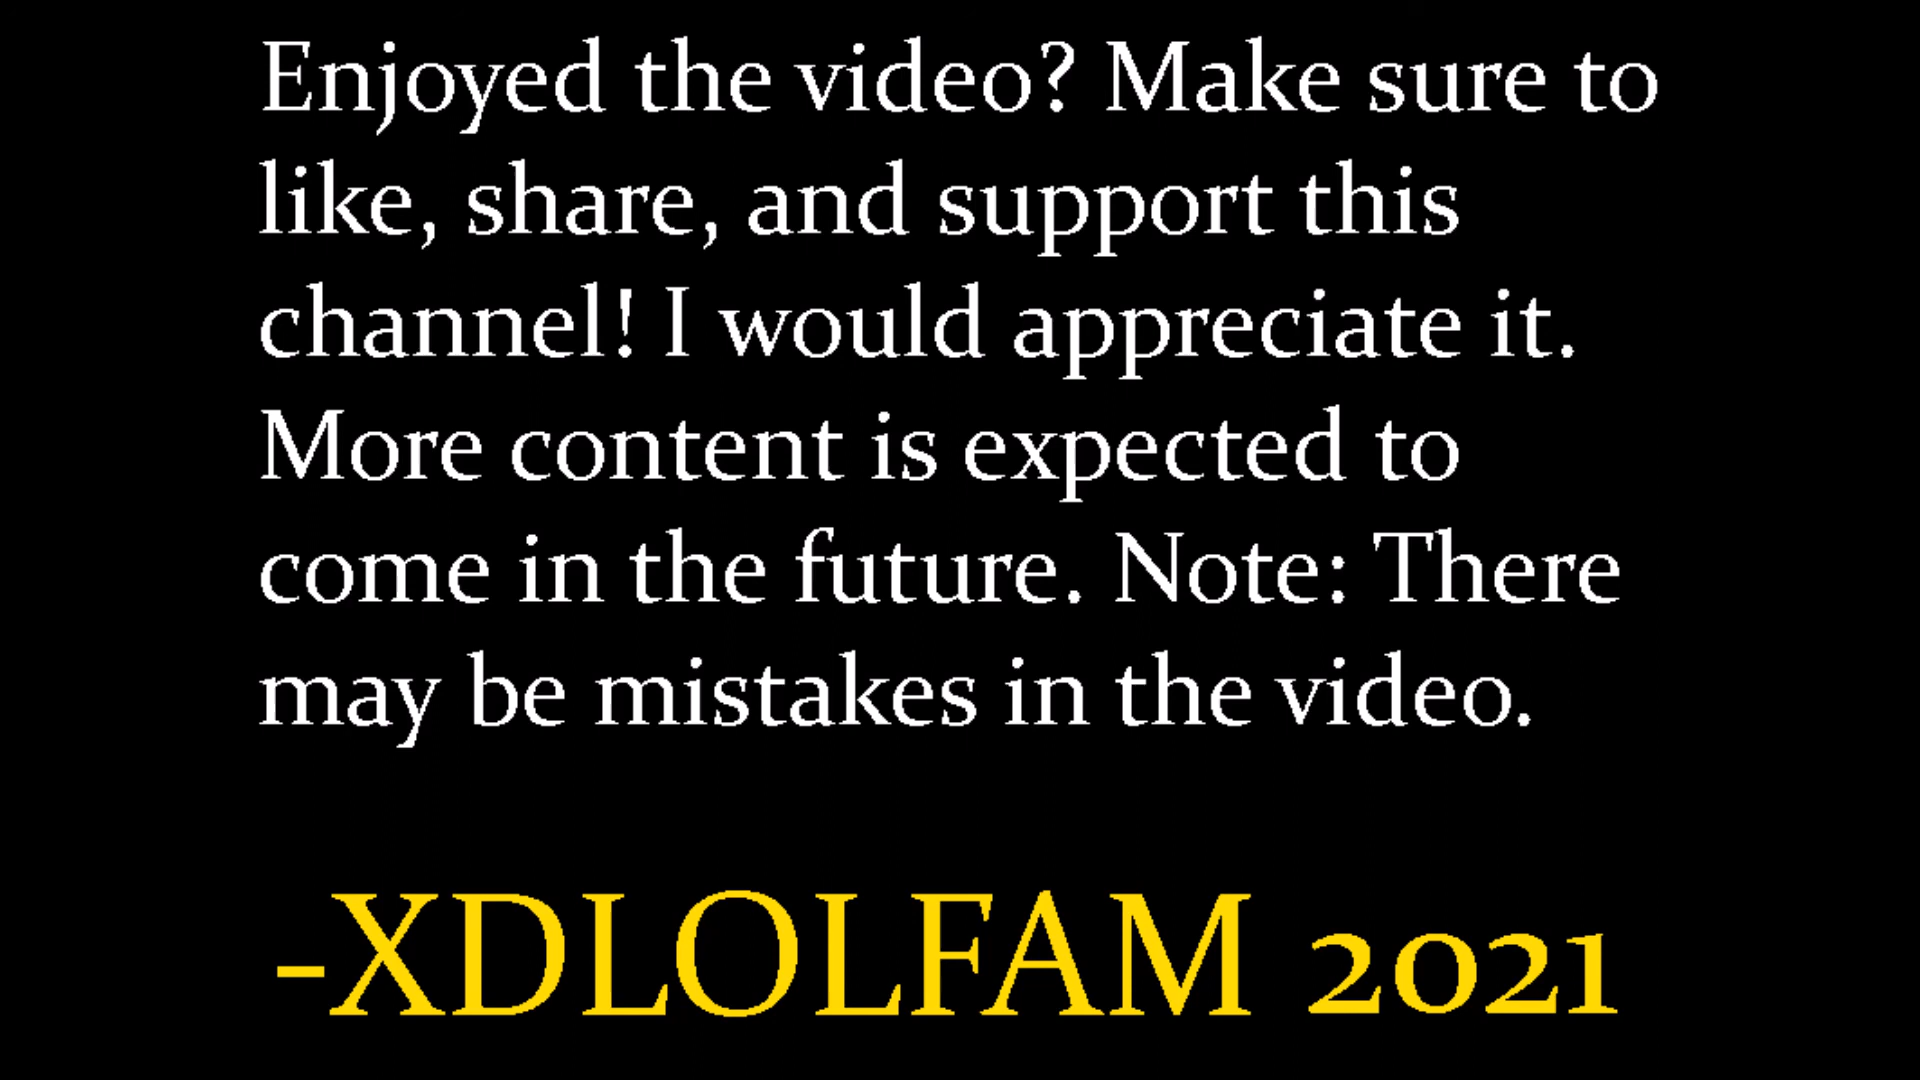 Enjoyed the video? Make sure to
like, share, and support this
channel! I would appreciate it.
More content is expected to
come in the future. Note: There
may be mistakes in the video.
-XDLOLFAM 2021